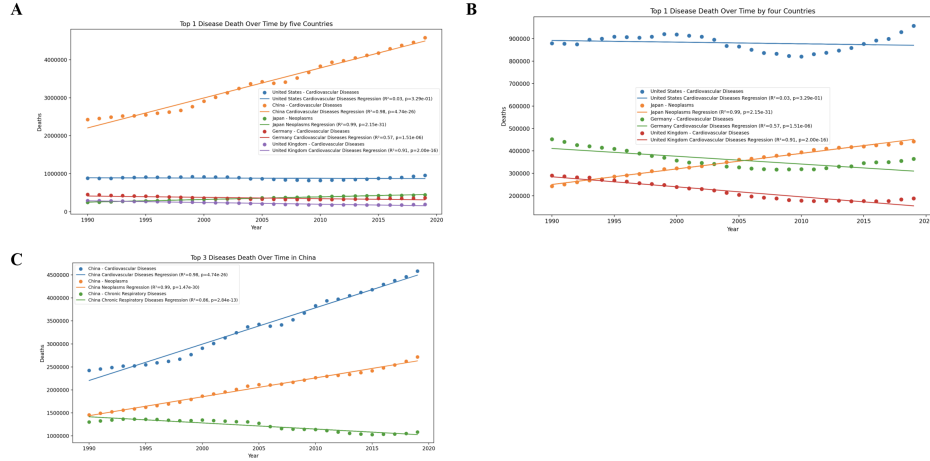 A
Top 1 Disease Death Over Time by five Countries
4000000
3000000
2000000
1000000
0
Deaths
United States - Cardiovascular Diseases
United States Cardiovascular Diseases Regression (R²=0.03, p=3.29e-01)
China - Cardiovascular Diseases
China Cardiovascular Diseases Regression (R²=0.98, p=4.74e-26)
Japan - Neoplasms
Japan Neoplasms Regression (R²=0.99, p=2.15e-31)
Germany - Cardiovascular Diseases
Germany Cardiovascular Diseases Regression (R²=0.57, p=1.51e-06)
United Kingdom - Cardiovascular Diseases
United Kingdom Cardiovascular Diseases Regression (R²=0.91, p=2.00e-16)
1990 1995 2000 2005 2010 2015 2020
Year
B
Top 1 Disease Death Over Time by four Countries
900000
800000
700000
600000
500000
400000
300000
200000
Deaths
United States - Cardiovascular Diseases
United States Cardiovascular Diseases Regression (R²=0.03, p=3.29e-01)
Japan - Neoplasms
Japan Neoplasms Regression (R²=0.99, p=2.15e-31)
Germany - Cardiovascular Diseases
Germany Cardiovascular Diseases Regression (R²=0.57, p=1.51e-06)
United Kingdom - Cardiovascular Diseases
United Kingdom Cardiovascular Diseases Regression (R²=0.91, p=2.00e-16)
1990 1995 2000 2005 2010 2015 202
Year
C
Top 3 Diseases Death Over Time in China
4500000
4000000
3500000
3000000
2500000
2000000
1500000
1000000
Deaths
China - Cardiovascular Diseases
China Cardiovascular Diseases Regression (R²=0.98, p=4.74e-26)
China - Neoplasms
China Neoplasms Regression (R²=0.99, p=1.47e-30)
China - Chronic Respiratory Diseases
China Chronic Respiratory Diseases Regression (R²=0.86, p=2.84e-13)
1990 1995 2000 2005 2010 2015 2020
Year